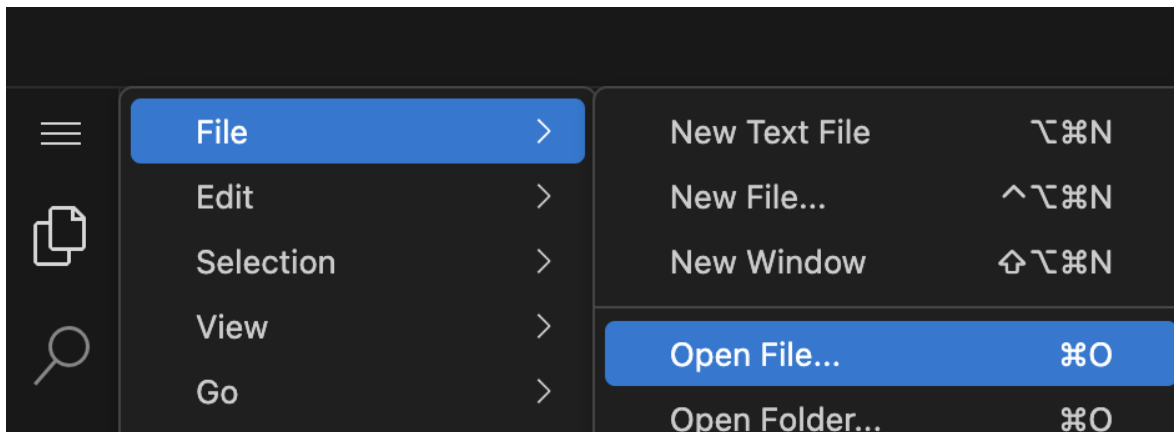 File
Edit
Selection
View
Go
New Text File ⌥⌘N
New File... ^⌥⌘N
New Window ⇧⌥⌘N
Open File... ⌘O
Open Folder... ⌘O